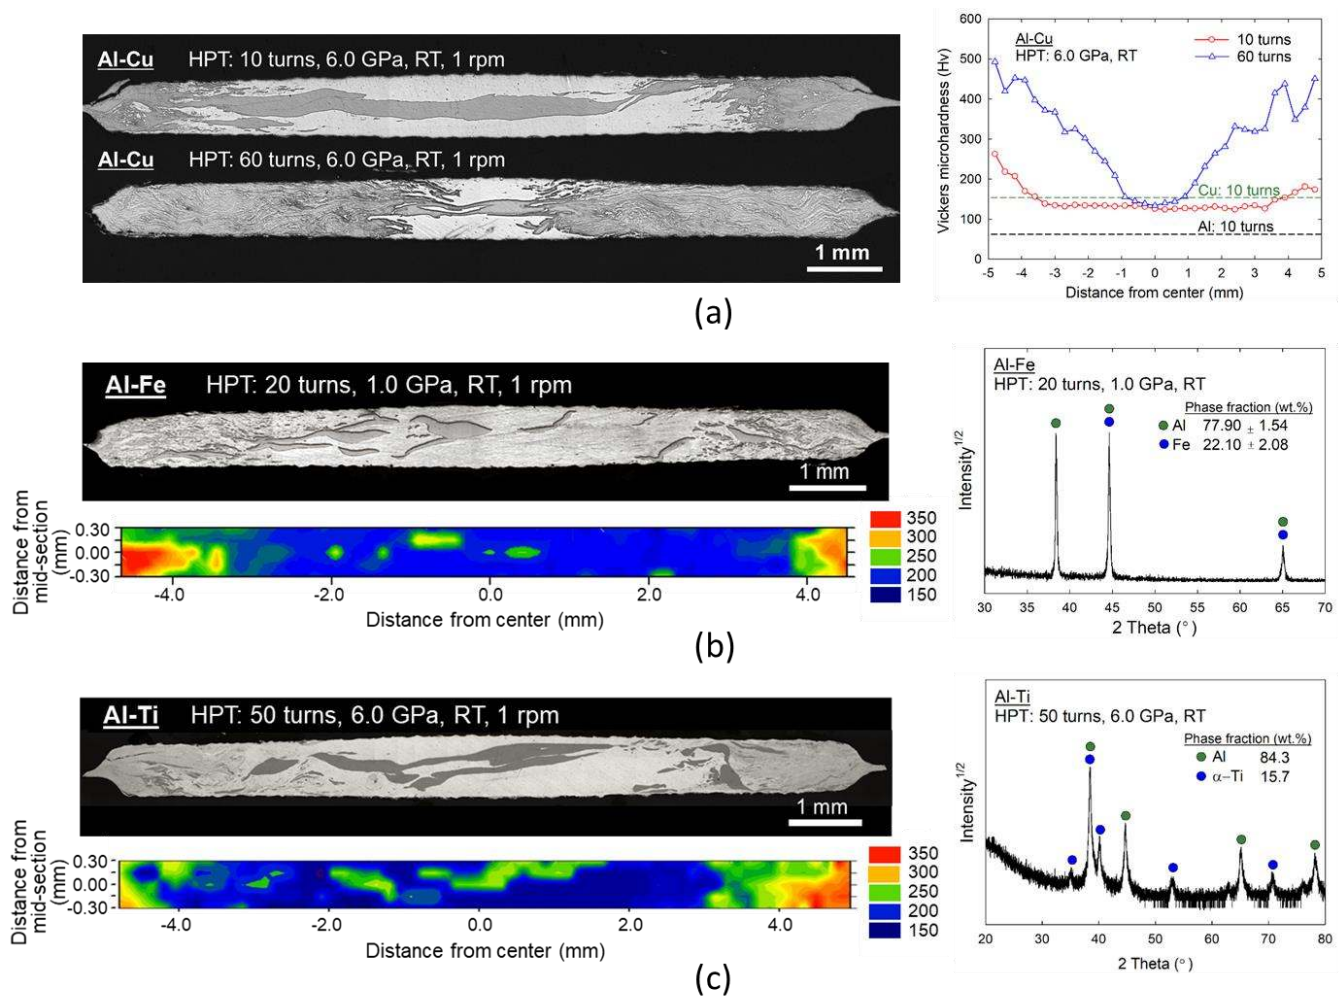 Al-Cu HPT: 10 turns, 6.0 GPa, RT, 1 rpm
Al-Cu HPT: 60 turns, 6.0 GPa, RT, 1 rpm
1 mm
600
500
400
300
200
100
0
Vickers microhardness (Hv)
Al-Cu
HPT: 6.0 GPa, RT
10 turns
60 turns
Cu: 10 turns
Al: 10 turns
-5 -4 -3 -2 -1 0 1 2 3 4 5
Distance from center (mm)
(a)
Al-Fe HPT: 20 turns, 1.0 GPa, RT, 1 rpm
1 mm
Distance from
mid-section
(mm)
0.30
0.00
-0.30
-4.0 -2.0 0.0 2.0 4.0
Distance from center (mm)
350
300
250
200
150
Al-Fe
HPT: 20 turns, 1.0 GPa, RT
Phase fraction (wt.%)
Al 77.90 ± 1.54
Fe 22.10 ± 2.08
Intensity1/2
30 35 40 45 50 55 60 65 70
2 Theta (°)
(b)
Al-Ti HPT: 50 turns, 6.0 GPa, RT, 1 rpm
1 mm
Distance from
mid-section
(mm)
0.30
0.00
-0.30
-4.0 -2.0 0.0 2.0 4.0
Distance from center (mm)
350
300
250
200
150
Al-Ti
HPT: 50 turns, 6.0 GPa, RT
Phase fraction (wt.%)
Al 84.3
α-Ti 15.7
Intensity1/2
20 30 40 50 60 70 80
2 Theta (°)
(c)